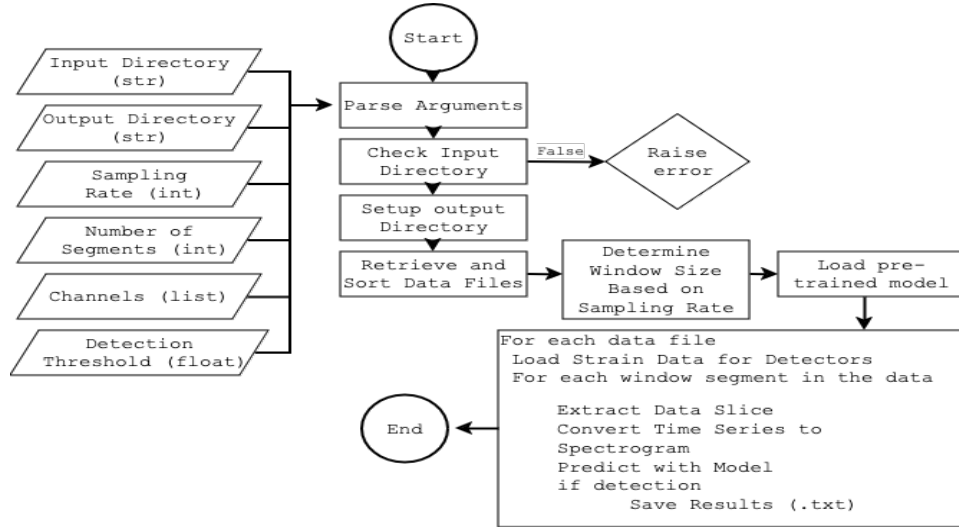 Start
Input Directory
(str)
Output Directory
(str)
Sampling
Rate (int)
Number of
Segments (int)
Channels (list)
Detection
Threshold (float)
Parse Arguments
Check Input
Directory
False
Raise
error
Setup output
Directory
Retrieve and
Sort Data Files
Determine
Window Size
Based on
Sampling Rate
Load pre-
trained model
For each data file
Load Strain Data for Detectors
For each window segment in the data
Extract Data Slice
Convert Time Series to
Spectrogram
Predict with Model
if detection
Save Results (.txt)
End